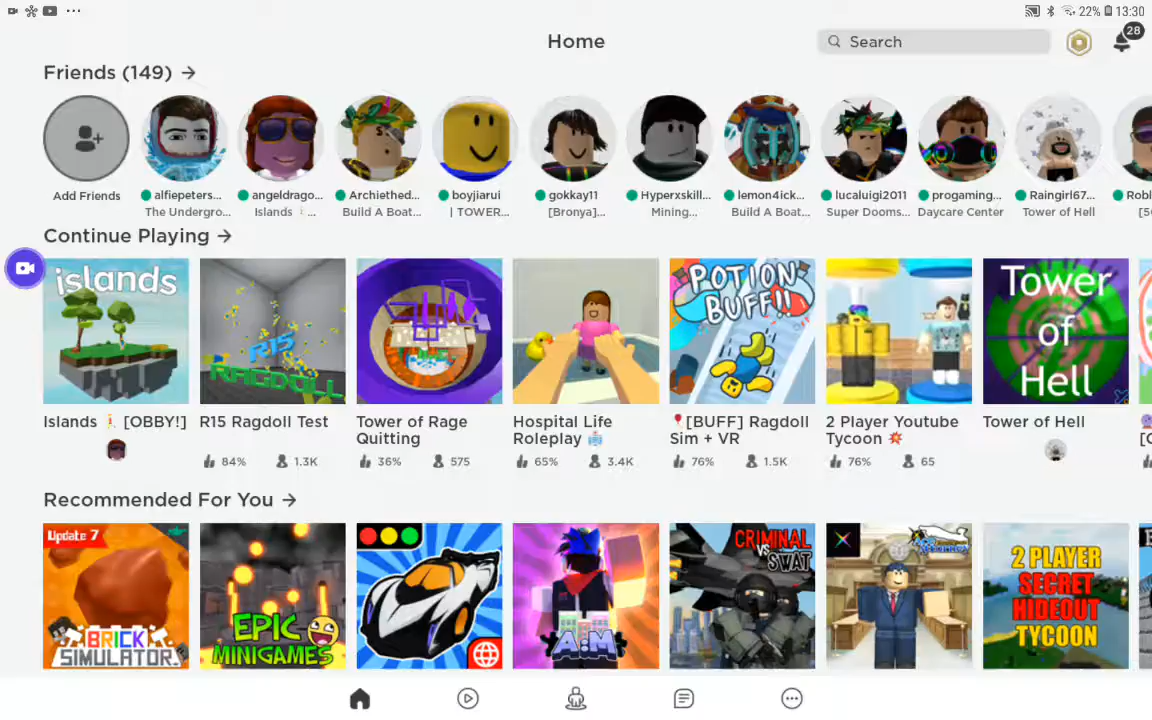 22% 13:30
Home
Search
28
Friends (149) →
Add Friends
alfiepeters...
The Undergro...
angeldrago...
Islands ...
Archiethed...
Build A Boat...
boyjiarui
| TOWER...
gokkay11
[Bronya]...
Hyperxskill...
Mining...
lemon4ick...
Build A Boat...
lucaluigi2011
Super Dooms...
progaming...
Daycare Center
Raingirl67...
Tower of Hell
Robl
[5
Continue Playing →
islands
R15
RAGDOLL
POTION
BUFF!!
Tower
of
Hell
Islands [OBBY!]
R15 Ragdoll Test
84% 1.3K
Tower of Rage
Quitting
36% 575
Hospital Life
Roleplay
65% 3.4K
[BUFF] Ragdoll
Sim + VR
76% 1.5K
2 Player Youtube
Tycoon
76% 65
Tower of Hell
Recommended For You →
Update 7
BRICK
SIMULATOR
EPIC
MINIGAMES
A:M
CRIMINAL
VS
SWAT
2 PLAYER
SECRET
HIDEOUT
TYCOON